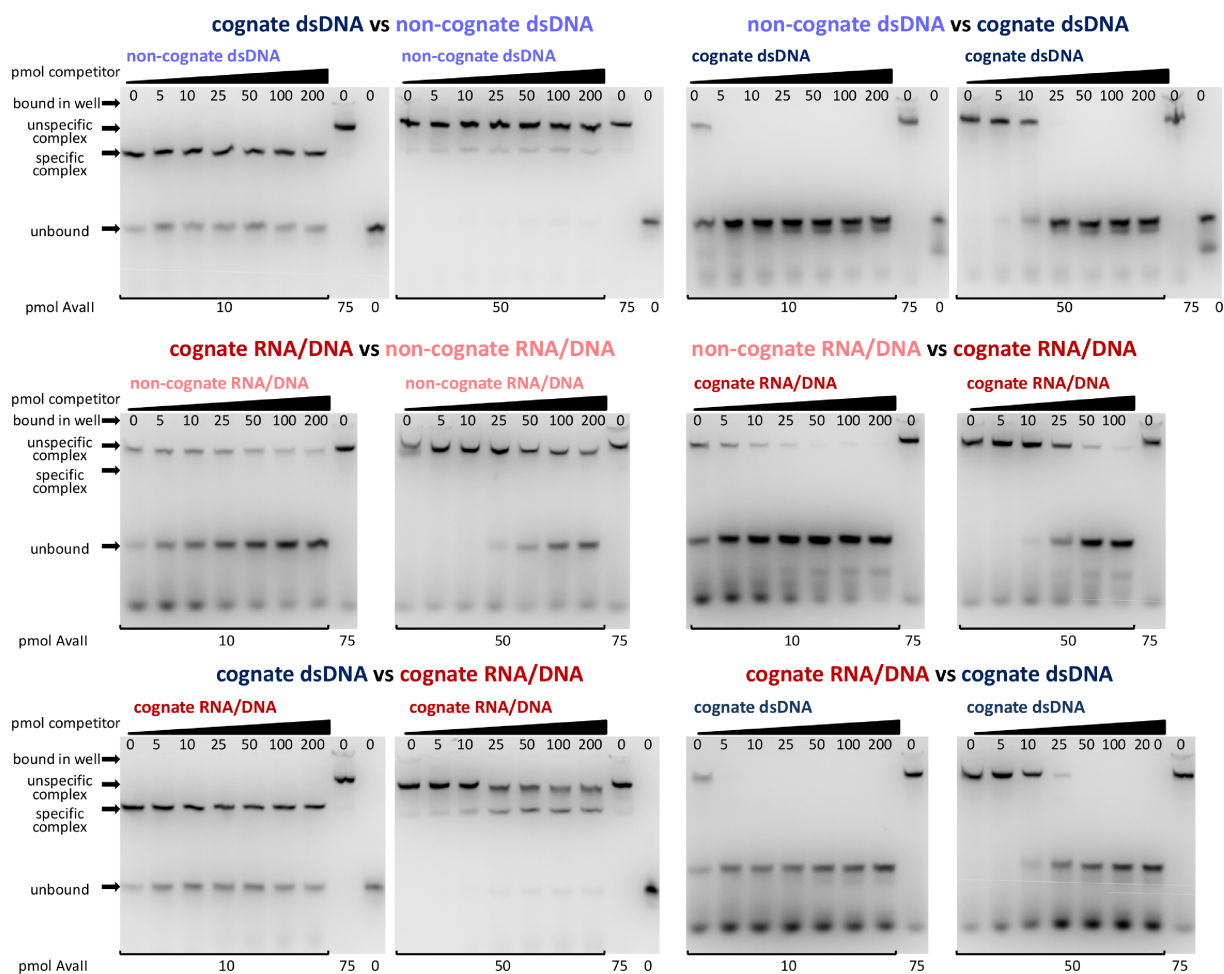 cognate dsDNA vs non-cognate dsDNA
non-cognate dsDNA vs cognate dsDNA
non-cognate dsDNA
non-cognate dsDNA
cognate dsDNA
cognate dsDNA
pmol competitor
0 5 10 25 50 100 200 0 0
0 5 10 25 50 100 200 0 0
0 5 10 25 50 100 200 0 0
0 5 10 25 50 100 200 0 0
bound in well
unspecific
complex
specific
complex
unbound
pmol AvaII
10 75 0
50 75 0
10 75 0
50 75 0
cognate RNA/DNA vs non-cognate RNA/DNA
non-cognate RNA/DNA vs cognate RNA/DNA
non-cognate RNA/DNA
non-cognate RNA/DNA
cognate RNA/DNA
cognate RNA/DNA
pmol competitor
0 5 10 25 50 100 200 0
0 5 10 25 50 100 200 0
0 5 10 25 50 100 200 0
0 5 10 25 50 100 0
bound in well
unspecific
complex
specific
complex
unbound
pmol AvaII
10 75
50 75
10 75
50 75
cognate dsDNA vs cognate RNA/DNA
cognate RNA/DNA vs cognate dsDNA
cognate RNA/DNA
cognate RNA/DNA
cognate dsDNA
cognate dsDNA
pmol competitor
0 5 10 25 50 100 200 0 0
0 5 10 25 50 100 200 0 0
0 5 10 25 50 100 200 0
0 5 10 25 50 100 20 0 0
bound in well
unspecific
complex
specific
complex
unbound
pmol AvaII
10 75 0
50 75 0
10 75
50 75